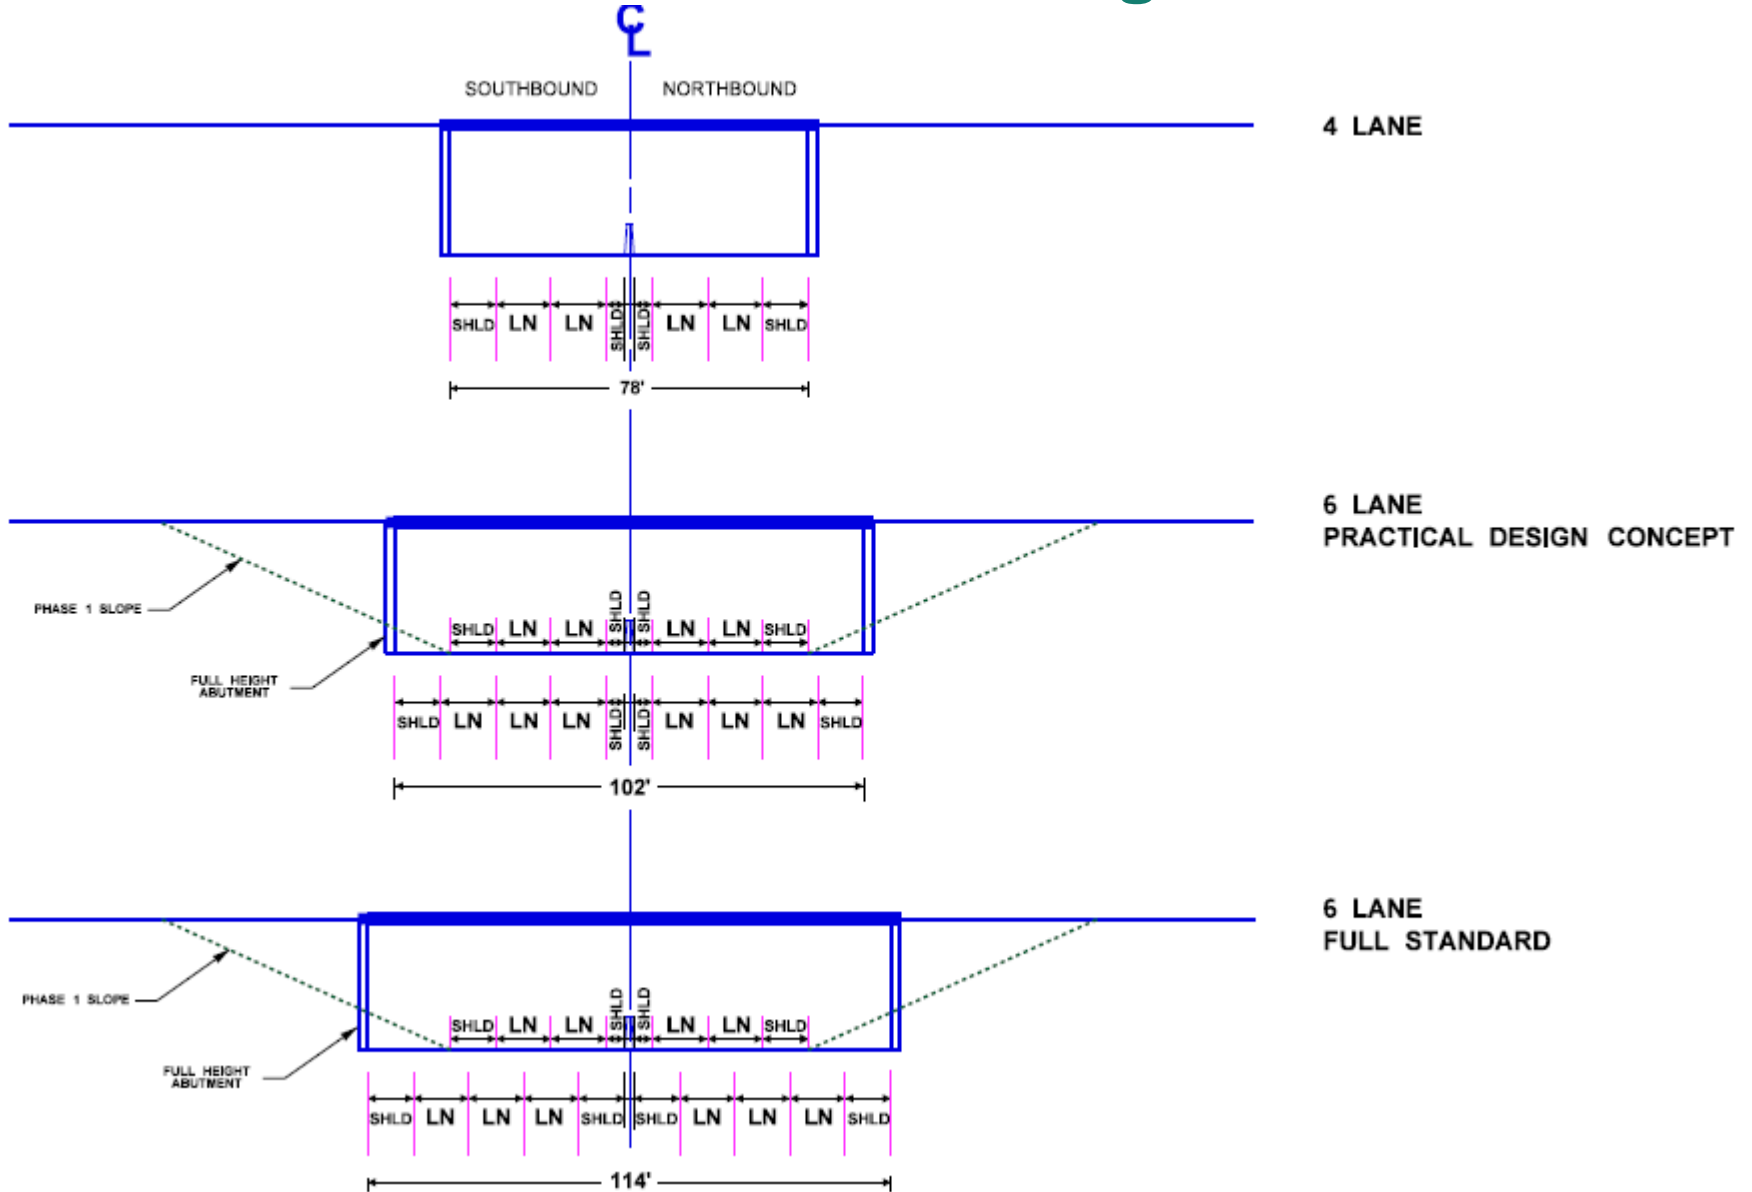 CL
SOUTHBOUND NORTHBOUND
4 LANE
SHLD LN LN SHLD SHLD LN LN SHLD
78'
6 LANE
PRACTICAL DESIGN CONCEPT
PHASE 1 SLOPE
SHLD LN LN SHLD SHLD LN LN SHLD
FULL HEIGHT
ABUTMENT
SHLD LN LN LN SHLD SHLD LN LN LN SHLD
102'
6 LANE
FULL STANDARD
PHASE 1 SLOPE
SHLD LN LN SHLD SHLD LN LN SHLD
FULL HEIGHT
ABUTMENT
SHLD LN LN LN SHLD SHLD LN LN LN SHLD
114'